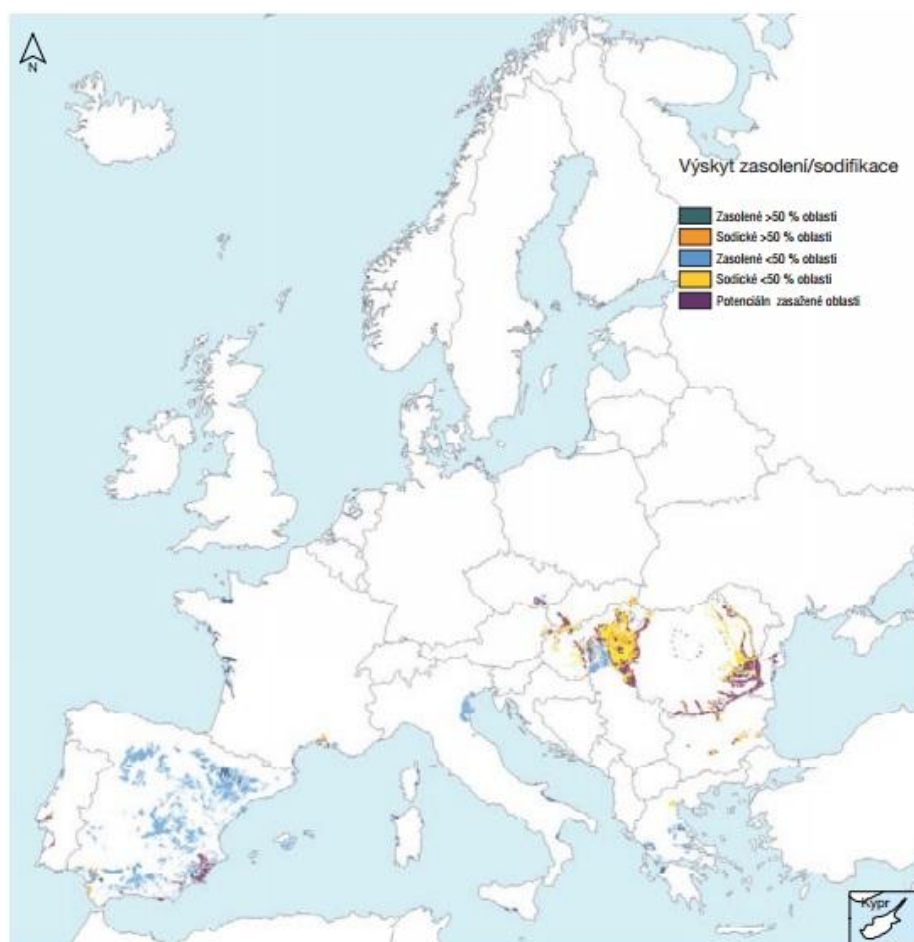 N
Výskyt zasolení/sodifikace
Zasolené >50 % oblasti
Sodické >50 % oblasti
Zasolené <50 % oblasti
Sodické <50 % oblasti
Potenciáln zasažené oblasti
Kypr